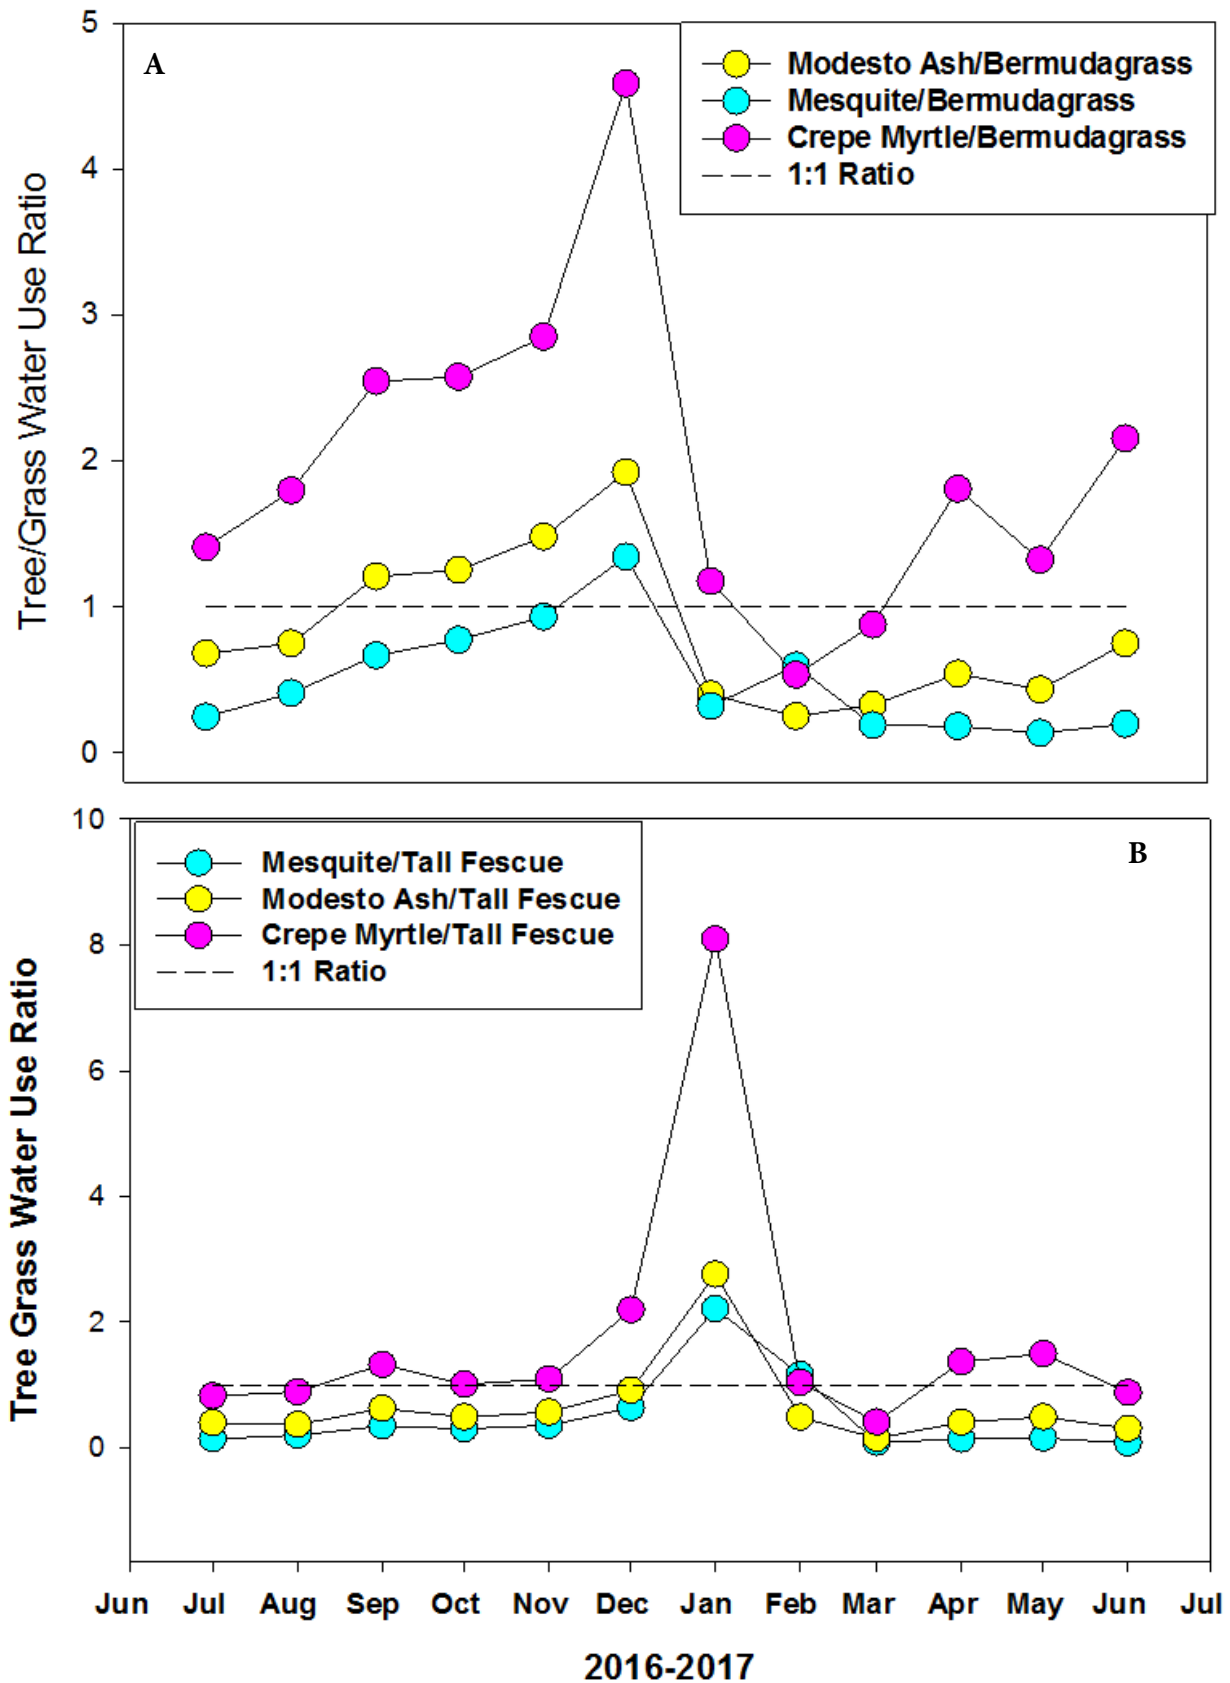 A
Modesto Ash/Bermudagrass
Mesquite/Bermudagrass
Crepe Myrtle/Bermudagrass
1:1 Ratio
Tree/Grass Water Use Ratio
5
4
3
2
1
0
B
Mesquite/Tall Fescue
Modesto Ash/Tall Fescue
Crepe Myrtle/Tall Fescue
1:1 Ratio
Tree Grass Water Use Ratio
10
8
6
4
2
0
Jun Jul Aug Sep Oct Nov Dec Jan Feb Mar Apr May Jun Jul
2016-2017